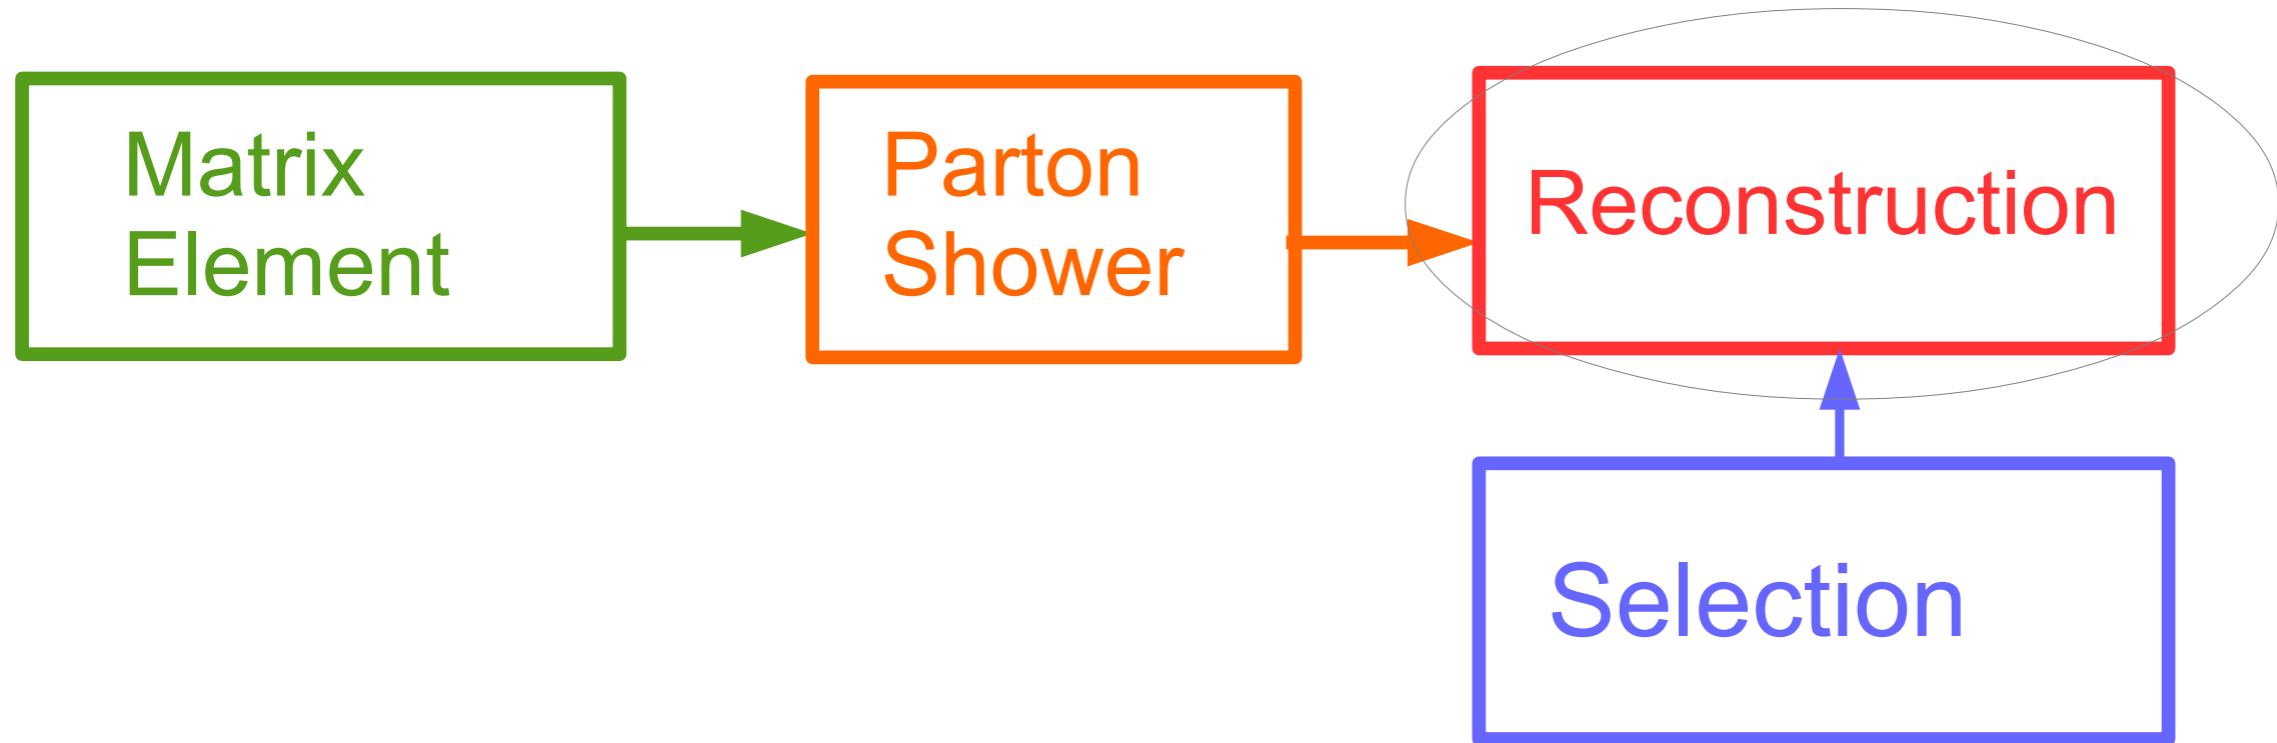 Matrix
Element
Parton
Shower
Reconstruction
Selection